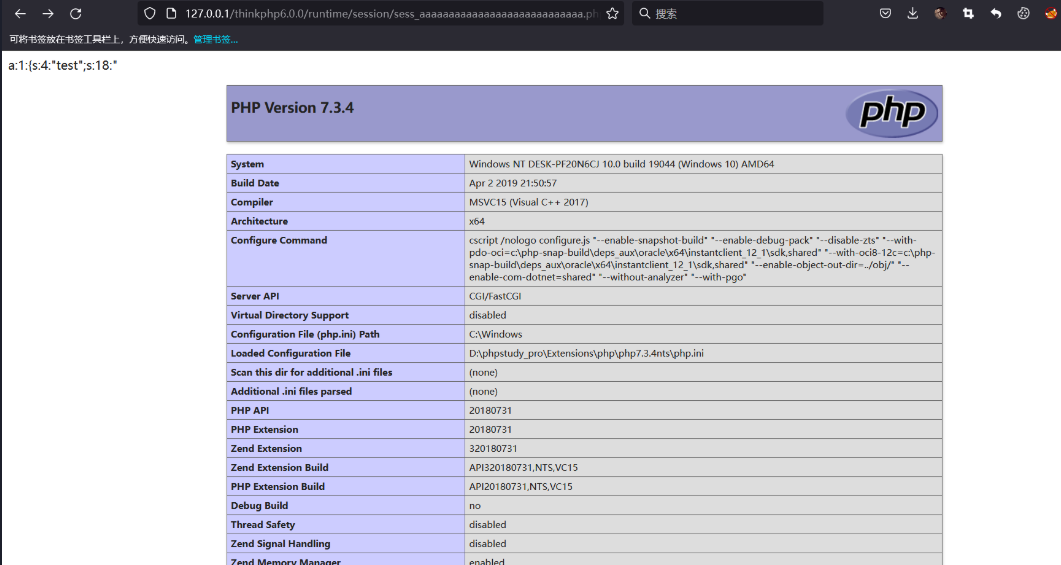 127.0.0.1/thinkphp6.0.0/runtime/session/sess_aaaaaaaaaaaaaaaaaaaaaaaaaaaa.ph
搜索
可将书签放在书签工具栏上，方便快速访问。管理书签...
a:1:{s:4:"test";s:18:"
PHP Version 7.3.4
php
System Windows NT DESK-PF20N6CJ 10.0 build 19044 (Windows 10) AMD64
Build Date Apr 2 2019 21:50:57
Compiler MSVC15 (Visual C++ 2017)
Architecture x64
Configure Command cscript /nologo configure.js "--enable-snapshot-build" "--enable-debug-pack" "--disable-zts" "--with-
pdo-oci=c:\php-snap-build\deps_aux\oracle\x64\instantclient_12_1\sdk,shared" "--with-oci8-12c=c:\php-
snap-build\deps_aux\oracle\x64\instantclient_12_1\sdk,shared" "--enable-object-out-dir=../obj/" "--
enable-com-dotnet=shared" "--without-analyzer" "--with-pgo"
Server API CGI/FastCGI
Virtual Directory Support disabled
Configuration File (php.ini) Path C:\Windows
Loaded Configuration File D:\phpstudy_pro\Extensions\php\php7.3.4nts\php.ini
Scan this dir for additional .ini files (none)
Additional .ini files parsed (none)
PHP API 20180731
PHP Extension 20180731
Zend Extension 320180731
Zend Extension Build API320180731,NTS,VC15
PHP Extension Build API20180731,NTS,VC15
Debug Build no
Thread Safety disabled
Zend Signal Handling disabled
Zend Memory Manager enabled